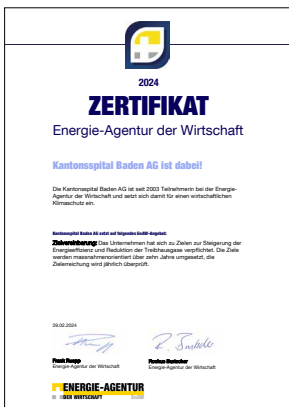 2024
ZERTIFIKAT
Energie-Agentur der Wirtschaft
Kantonsspital Baden AG ist dabei!
Die Kantonsspital Baden AG ist seit 2003 Teilnehmerin bei der Energie-
Agentur der Wirtschaft und setzt sich damit für einen wirtschaftlichen
Klimaschutz ein.
Kantonsspital Baden AG setzt auf folgendes EnAW-Angebot:
Zielvereinbarung: Das Unternehmen hat sich zu Zielen zur Steigerung der
Energieeffizienz und Reduktion der Treibhausgase verpflichtet. Die Ziele
werden massnahmenorientiert über zehn Jahre umgesetzt, die
Zielerreichung wird jährlich überprüft.
29.02.2024
Frank Ruepp
Energie-Agentur der Wirtschaft
Energie-Agentur der Wirtschaft
ENERGIE-AGENTUR
DER WIRTSCHAFT